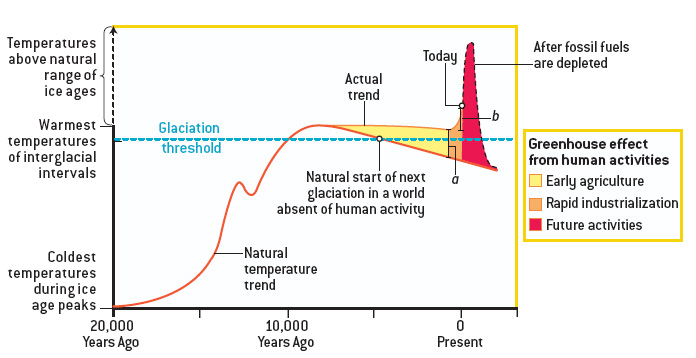 Temperatures
above natural
range of
ice ages
Warmest
temperatures
of interglacial
intervals
Coldest
temperatures
during ice
age peaks
Glaciation
threshold
Actual
trend
Today
After fossil fuels
are depleted
b
a
Natural start of next
glaciation in a world
absent of human activity
Natural
temperature
trend
Greenhouse effect
from human activities
Early agriculture
Rapid industrialization
Future activities
20,000
Years Ago
10,000
Years Ago
0
Present